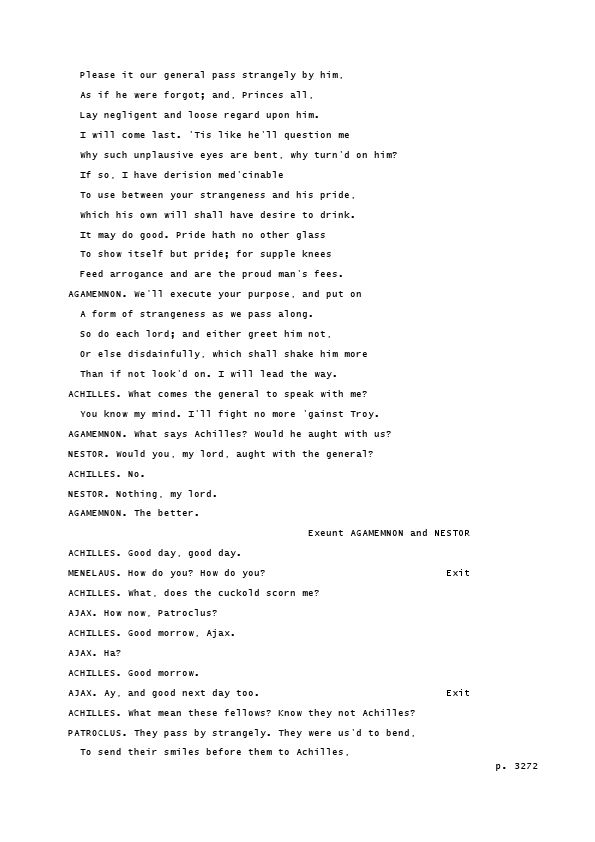 Please it our general pass strangely by him,
As if he were forgot; and, Princes all,
Lay negligent and loose regard upon him.
I will come last. 'Tis like he'll question me
Why such unplausive eyes are bent, why turn'd on him?
If so, I have derision med'cinable
To use between your strangeness and his pride,
Which his own will shall have desire to drink.
It may do good. Pride hath no other glass
To show itself but pride; for supple knees
Feed arrogance and are the proud man's fees.
AGAMEMNON. We'll execute your purpose, and put on
A form of strangeness as we pass along.
So do each lord; and either greet him not,
Or else disdainfully, which shall shake him more
Than if not look'd on. I will lead the way.
ACHILLES. What comes the general to speak with me?
You know my mind. I'll fight no more 'gainst Troy.
AGAMEMNON. What says Achilles? Would he aught with us?
NESTOR. Would you, my lord, aught with the general?
ACHILLES. No.
NESTOR. Nothing, my lord.
AGAMEMNON. The better.
Exeunt AGAMEMNON and NESTOR
ACHILLES. Good day, good day.
MENELAUS. How do you? How do you? Exit
ACHILLES. What, does the cuckold scorn me?
AJAX. How now, Patroclus?
ACHILLES. Good morrow, Ajax.
AJAX. Ha?
ACHILLES. Good morrow.
AJAX. Ay, and good next day too. Exit
ACHILLES. What mean these fellows? Know they not Achilles?
PATROCLUS. They pass by strangely. They were us'd to bend,
To send their smiles before them to Achilles,
p. 3272